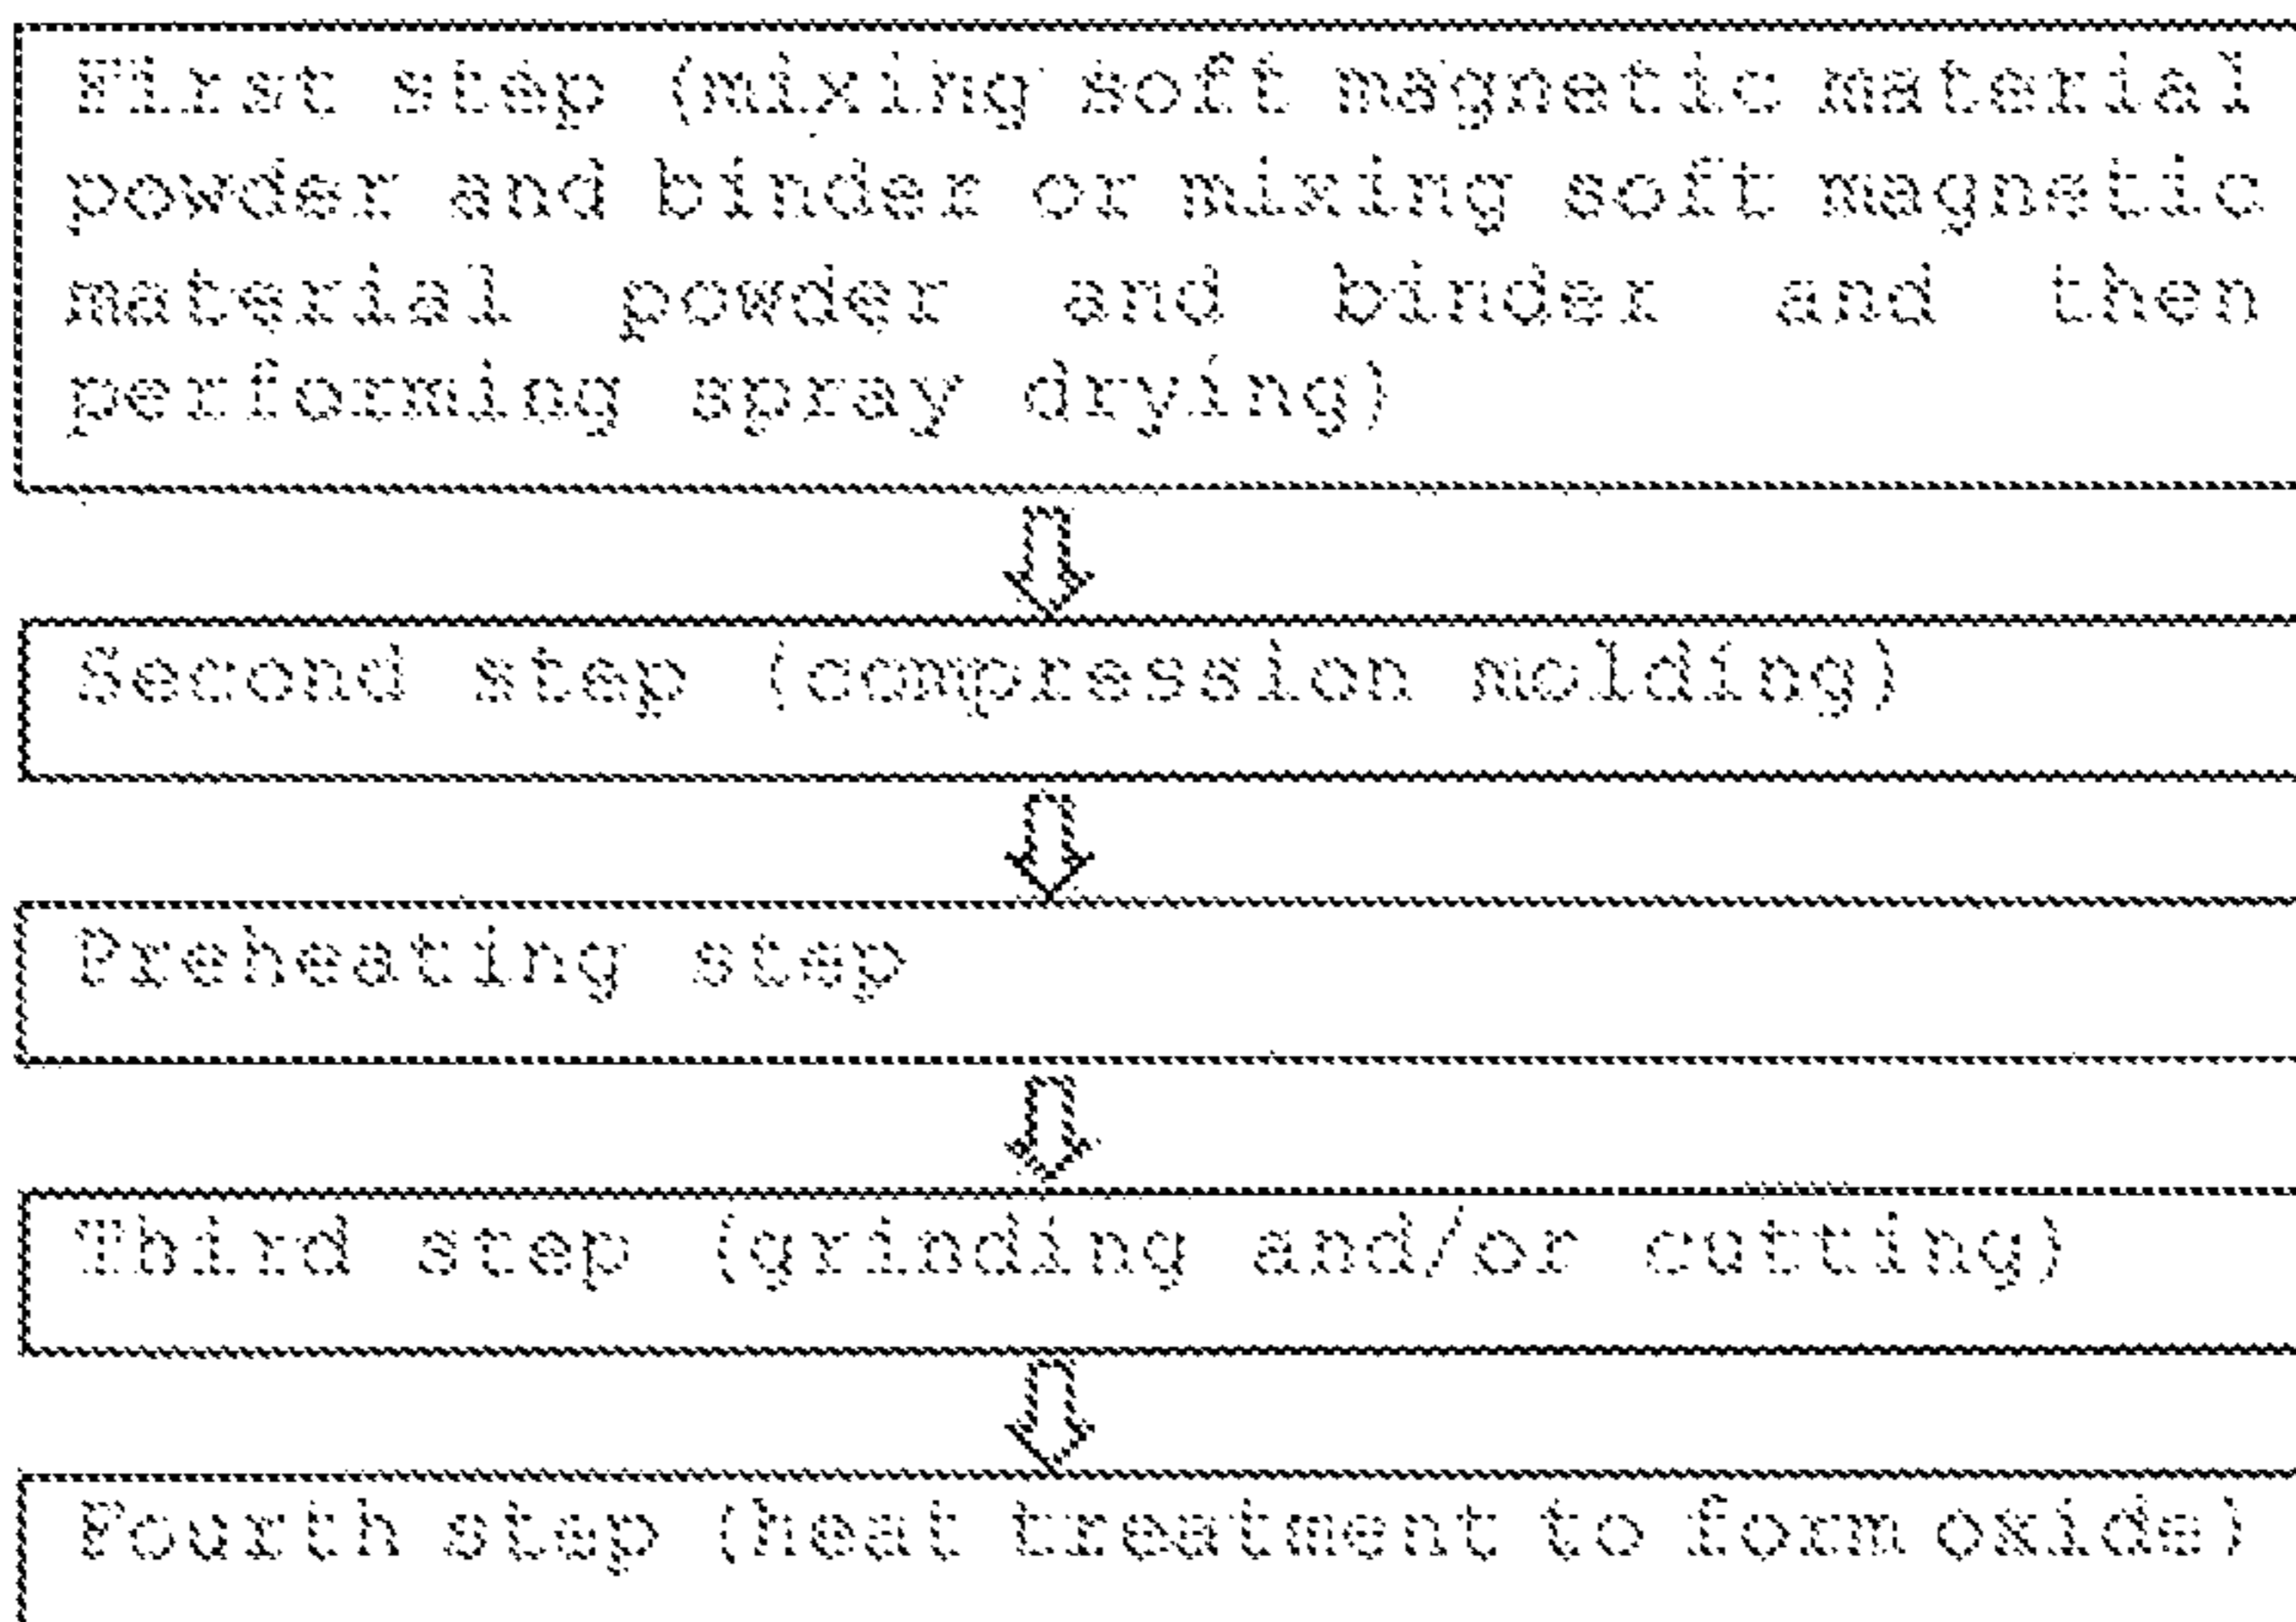 First step (mixing soft magnetic material
powder and binder or mixing soft magnetic
material powder and binder and then
performing spray drying)
Second step (compression molding)
Preheating step
Third step (grinding and/or cutting)
Fourth step (heat treatment to form oxide)